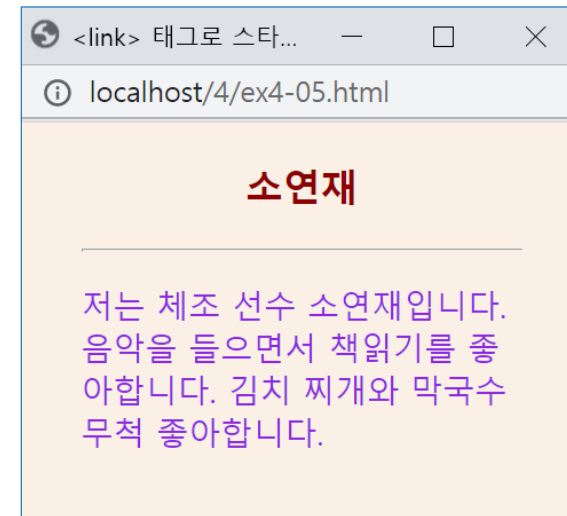 <link> 태그로 스타...
localhost/4/ex4-05.html
소연재
저는 체조 선수 소연재입니다.
음악을 들으면서 책읽기를 좋
아합니다. 김치 찌개와 막국수
무척 좋아합니다.